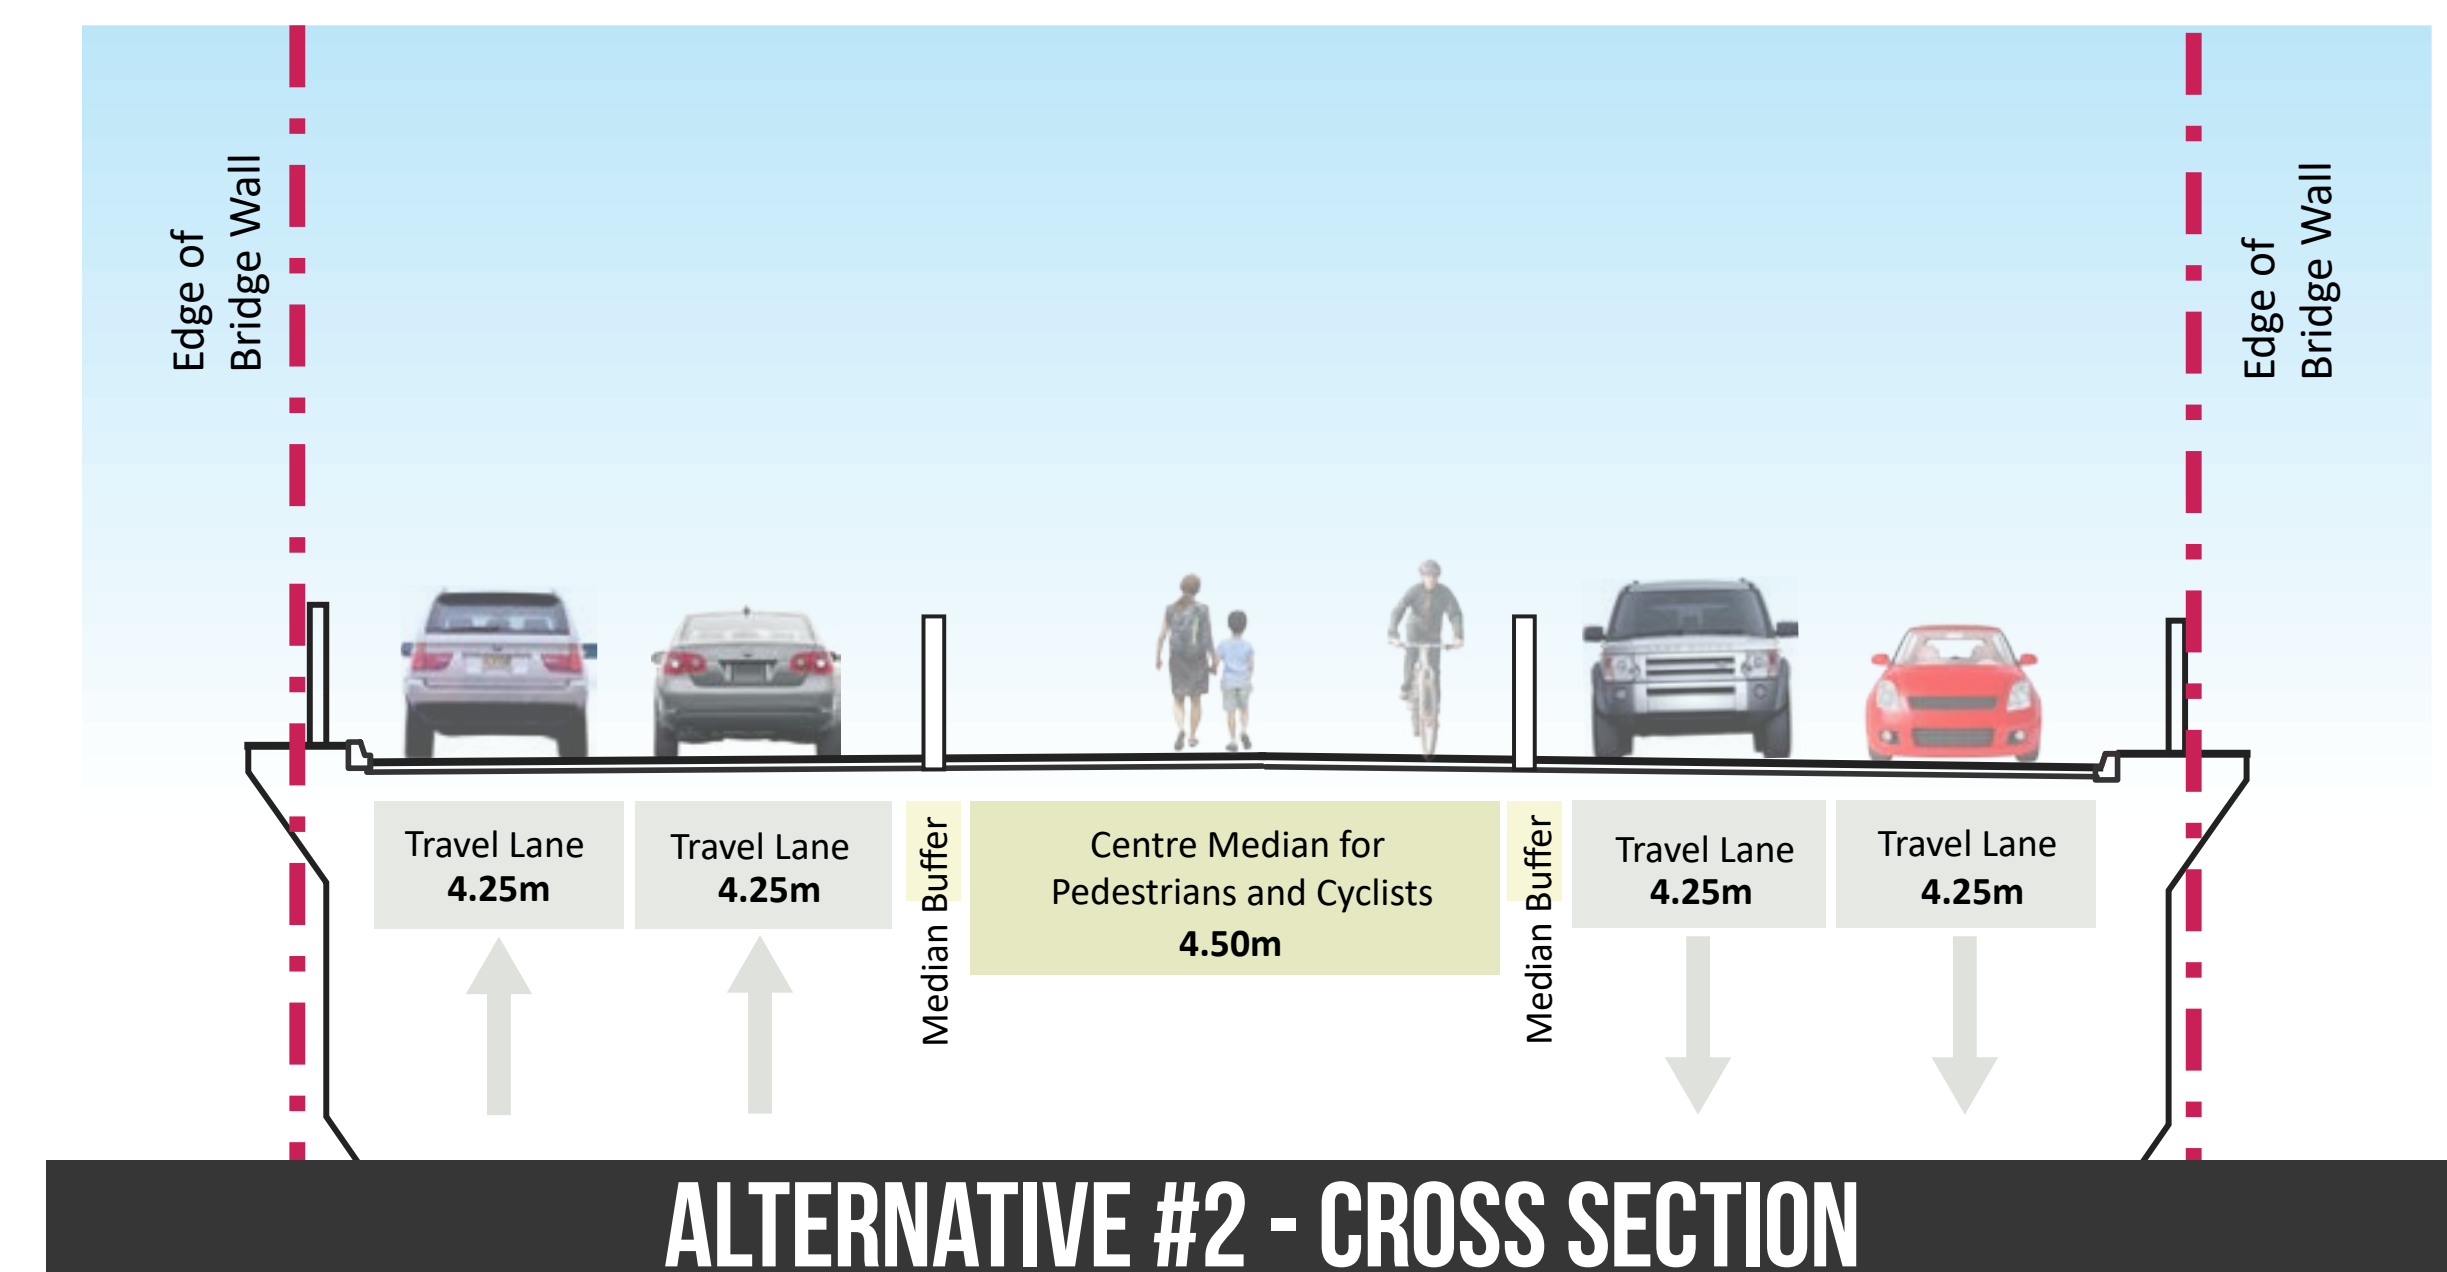 Edge of
Bridge Wall
Edge of
Bridge Wall
Travel Lane
4.25m
Travel Lane
4.25m
Median Buffer
Centre Median for
Pedestrians and Cyclists
4.50m
Median Buffer
Travel Lane
4.25m
Travel Lane
4.25m
ALTERNATIVE #2 - CROSS SECTION